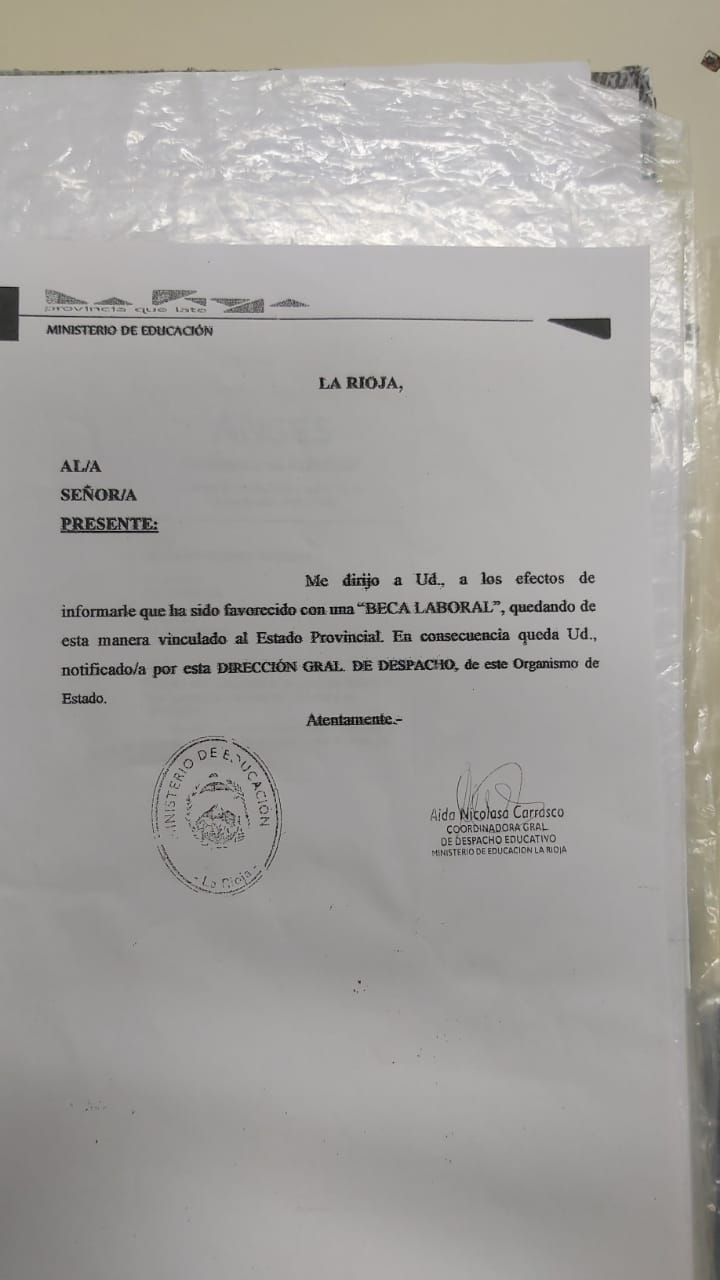 provincia que late
MINISTERIO DE EDUCACIÓN
LA RIOJA,
AL/A
SEÑOR/A
PRESENTE:
Me dirijo a Ud., a los efectos de
informarle que ha sido favorecido con una “BECA LABORAL”, quedando de
esta manera vinculado al Estado Provincial. En consecuencia queda Ud.,
notificado/a por esta DIRECCIÓN GRAL. DE DESPACHO, de este Organismo de
Estado.
Atentamente.-
MINISTERIO DE EDUCACIÓN
- La Rioja -
Aida Nicolasa Carrasco
COORDINADORA GRAL.
DE DESPACHO EDUCATIVO
MINISTERIO DE EDUCACION LA RIOJA